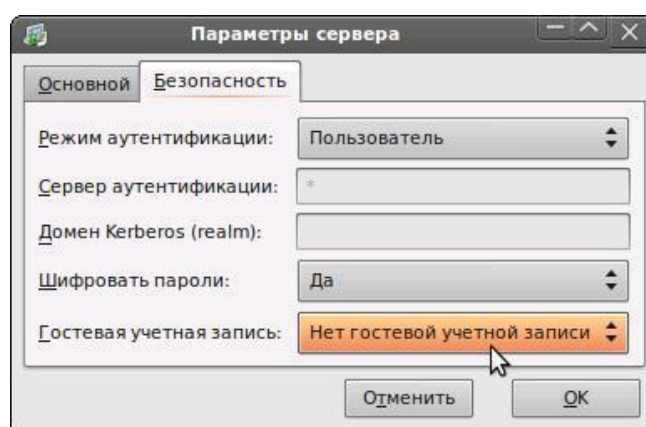 Параметры сервера
Основной Безопасность
Режим аутентификации: Пользователь
Сервер аутентификации: *
Домен Kerberos (realm):
Шифровать пароли: Да
Гостевая учетная запись: Нет гостевой учетной записи
Отменить OK